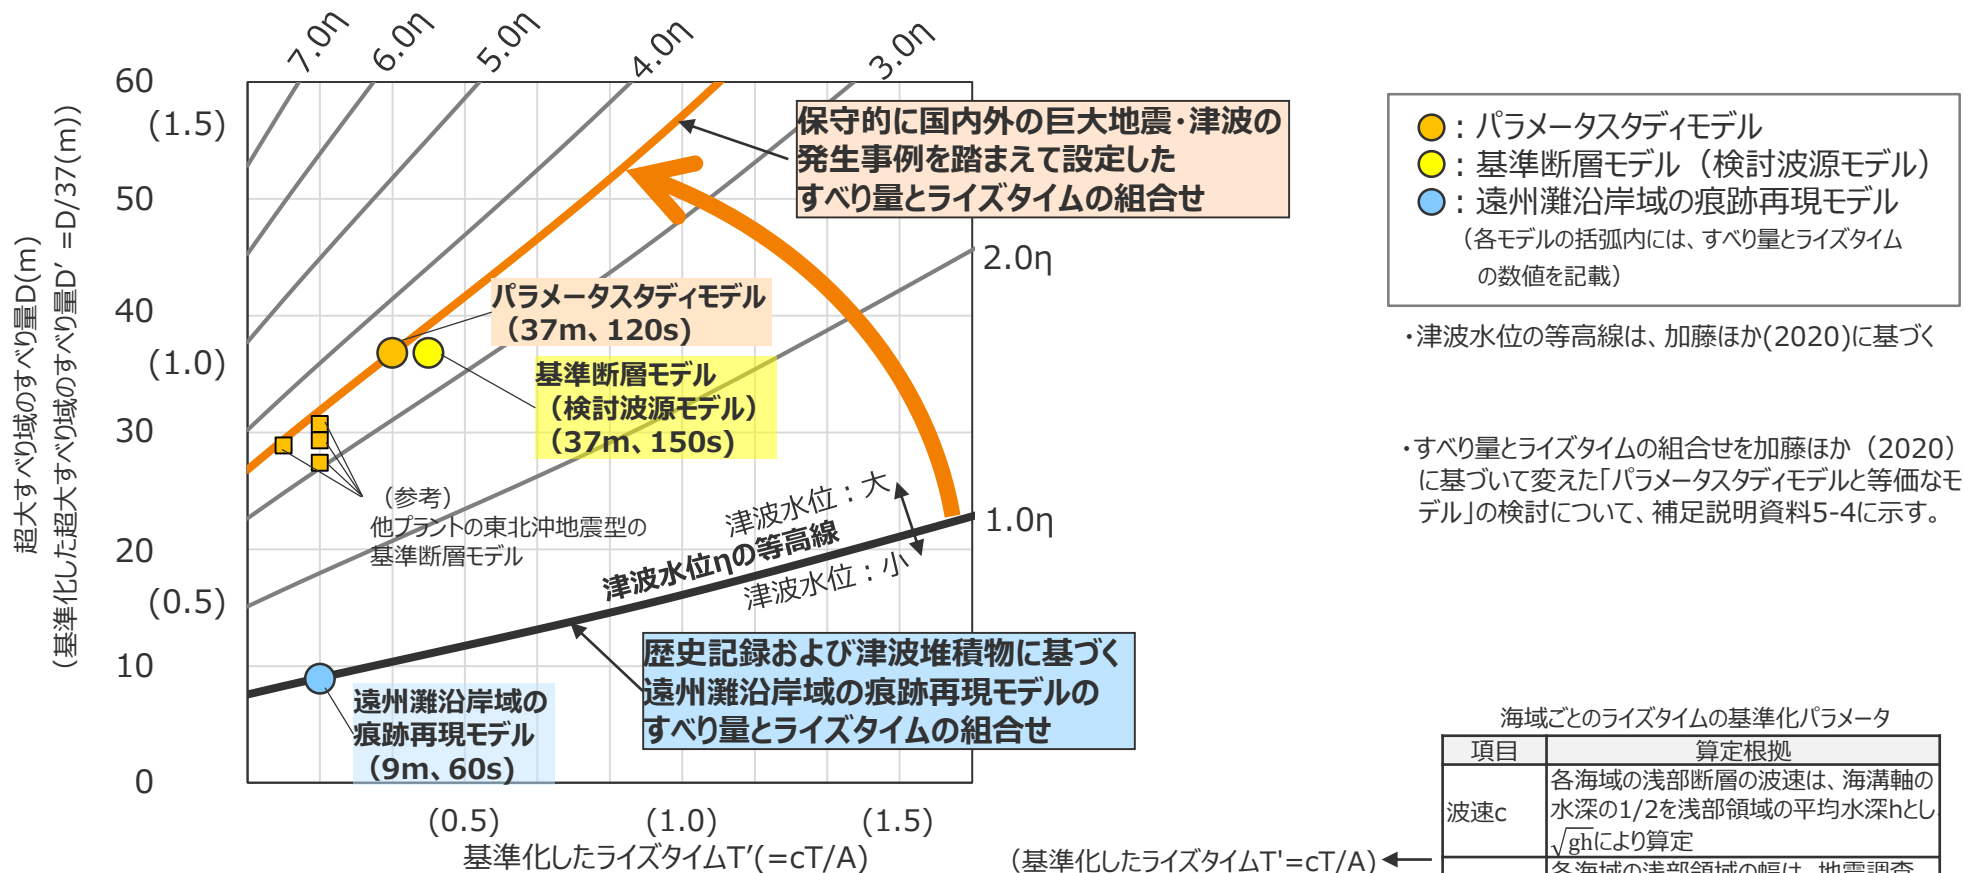 7.0η
6.0η
5.0η
4.0η
3.0η
60
(1.5)
50
40
(1.0)
30
20
(0.5)
10
0
超大すべり域のすべり量D(m)
(基準化した超大すべり域のすべり量D’ =D/37(m))
保守的に国内外の巨大地震・津波の
発生事例を踏まえて設定した
すべり量とライズタイムの組合せ
2.0η
パラメータスタディモデル
（37m、120s)
基準断層モデル
（検討波源モデル）
（37m、150s)
（参考）
他プラントの東北沖地震型の
基準断層モデル
津波水位：大
津波水位ηの等高線
津波水位：小
1.0η
歴史記録および津波堆積物に基づく
遠州灘沿岸域の痕跡再現モデルの
すべり量とライズタイムの組合せ
遠州灘沿岸域の
痕跡再現モデル
（9m、60s)
(0.5)
(1.0)
(1.5)
基準化したライズタイムT’(=cT/A)
：パラメータスタディモデル
：基準断層モデル（検討波源モデル）
：遠州灘沿岸域の痕跡再現モデル
（各モデルの括弧内には、すべり量とライズタイム
の数値を記載）
・津波水位の等高線は、加藤ほか(2020)に基づく
・すべり量とライズタイムの組合せを加藤ほか（2020）
に基づいて変えた「パラメータスタディモデルと等価なモ
デル」の検討について、補足説明資料5-4に示す。
海域ごとのライズタイムの基準化パラメータ
項目
算定根拠
波速c
各海域の浅部断層の波速は、海溝軸の
水深の1/2を浅部領域の平均水深hとし
√ghにより算定
各海域の浅部領域の幅は、地震調査
（基準化したライズタイムT'=cT/A)